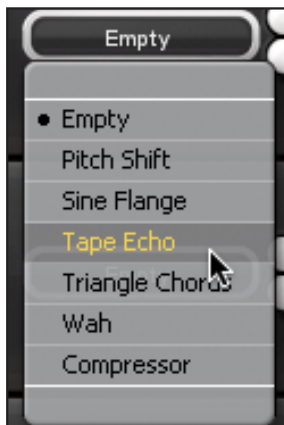 Empty
Empty
Pitch Shift
Sine Flange
Tape Echo
Triangle Chorus
Wah
Compressor